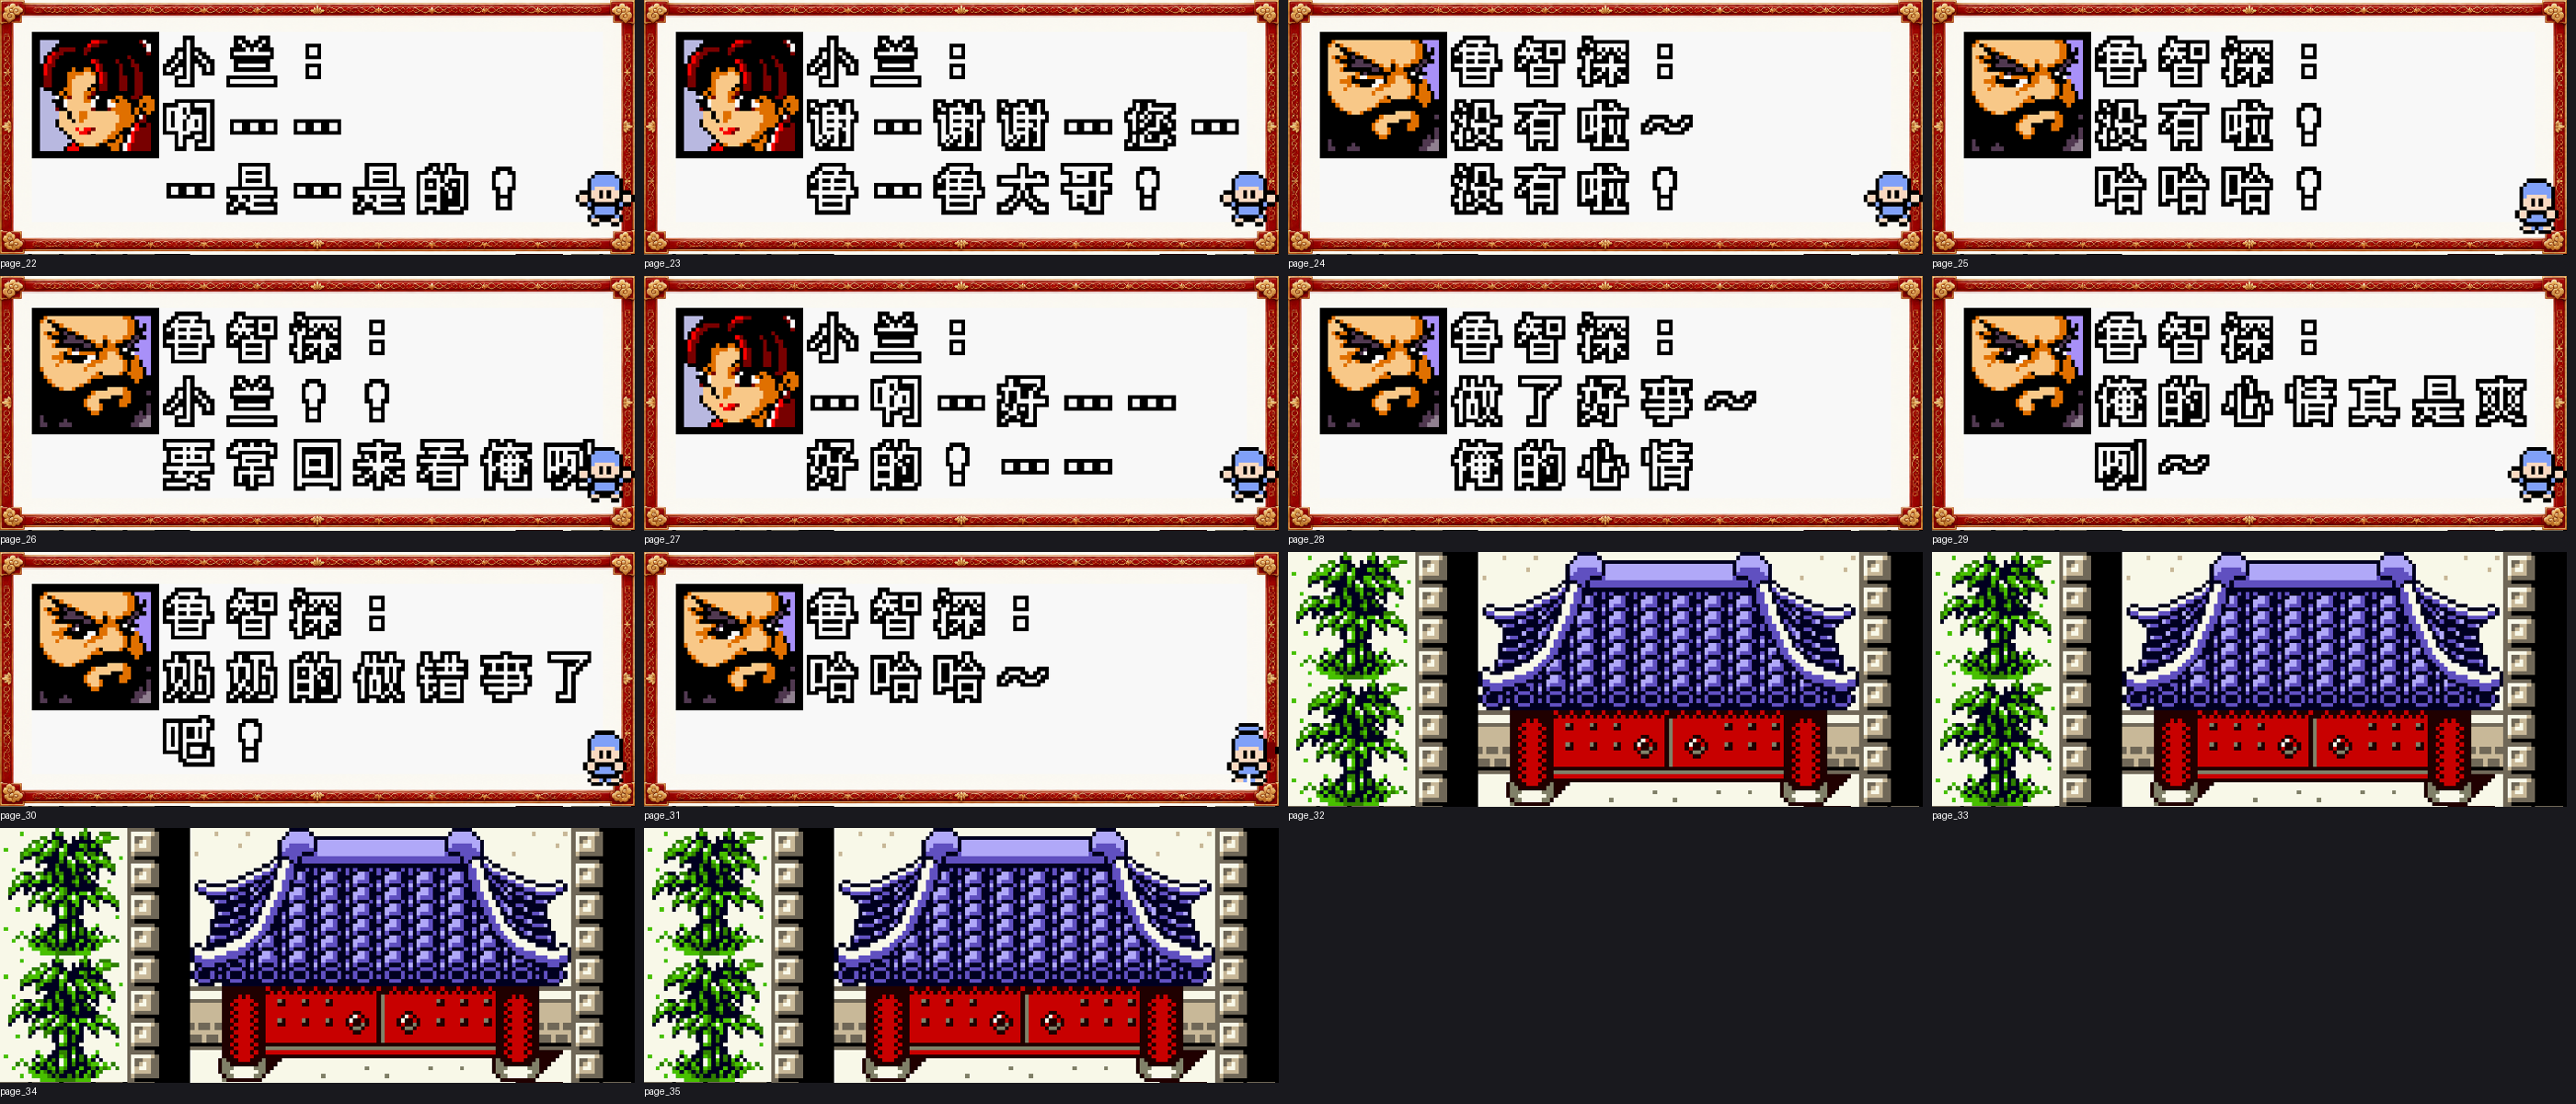 小兰：
啊……
…是…是的！
page_22
小兰：
谢…谢谢…您…
鲁…鲁大哥！
page_23
鲁智深：
没有啦～
没有啦！
page_24
鲁智深：
没有啦！
哈哈哈！
page_25
鲁智深：
小兰！！
要常回来看俺啊
page_26
小兰：
…啊…好……
好的！……
page_27
鲁智深：
做了好事～
俺的心情
page_28
鲁智深：
俺的心情真是爽
啊～
page_29
鲁智深：
奶奶的做错事了
吧！
page_30
鲁智深：
哈哈哈～
page_31
page_32
page_33
page_34
page_35